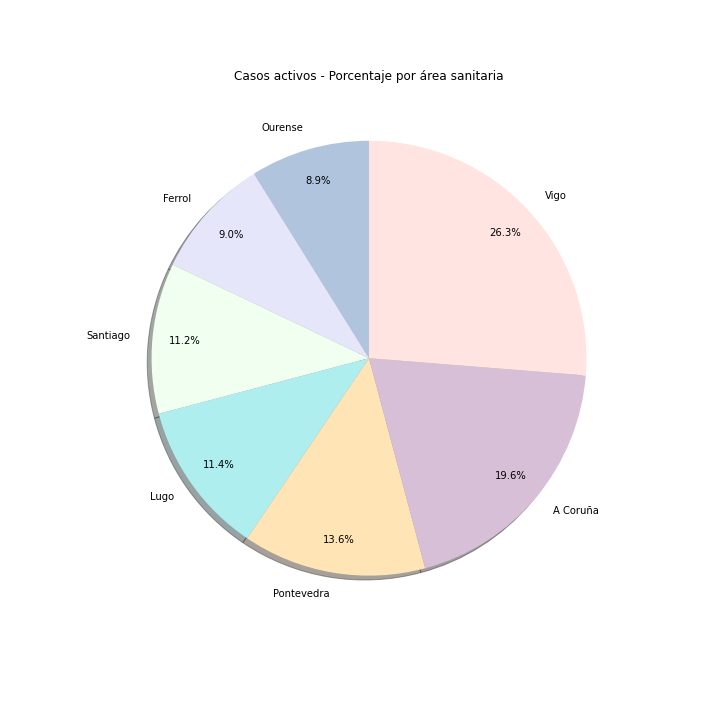 Casos activos - Porcentaje por área sanitaria
Ourense
8.9%
Ferrol
9.0%
Vigo
26.3%
Santiago
11.2%
Lugo
11.4%
A Coruña
19.6%
Pontevedra
13.6%